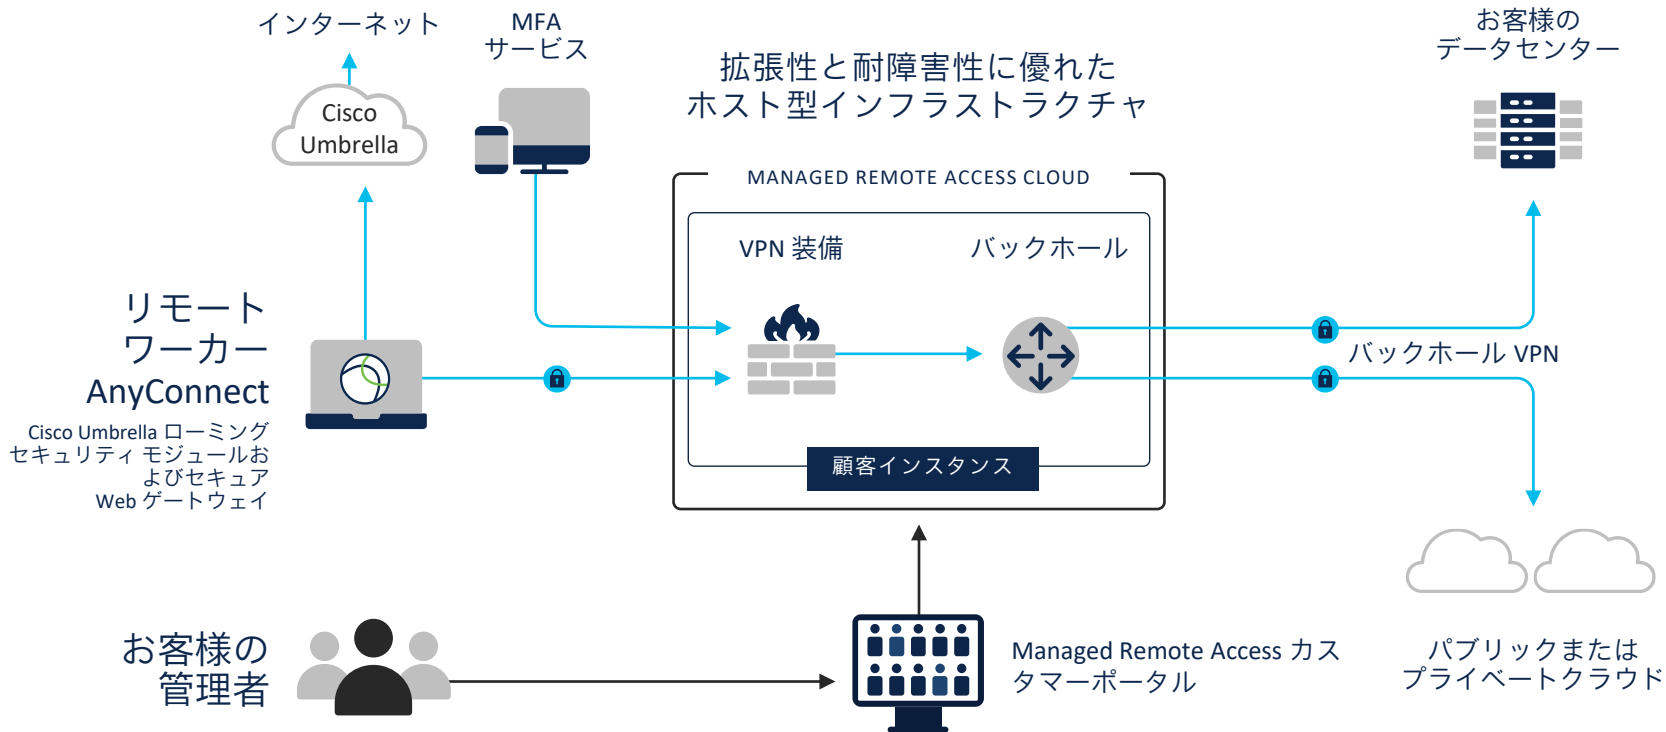 インターネット
MFA
サービス
拡張性と耐障害性に優れた
ホスト型インフラストラクチャ
お客様の
データセンター
Cisco
Umbrella
MANAGED REMOTE ACCESS CLOUD
VPN 装備
バックホール
リモート
ワーカー
AnyConnect
Cisco Umbrella ローミング
セキュリティ モジュールお
よびセキュア
Web ゲートウェイ
バックホール VPN
顧客インスタンス
お客様の
管理者
Managed Remote Access カス
タマーポータル
パブリックまたは
プライベートクラウド